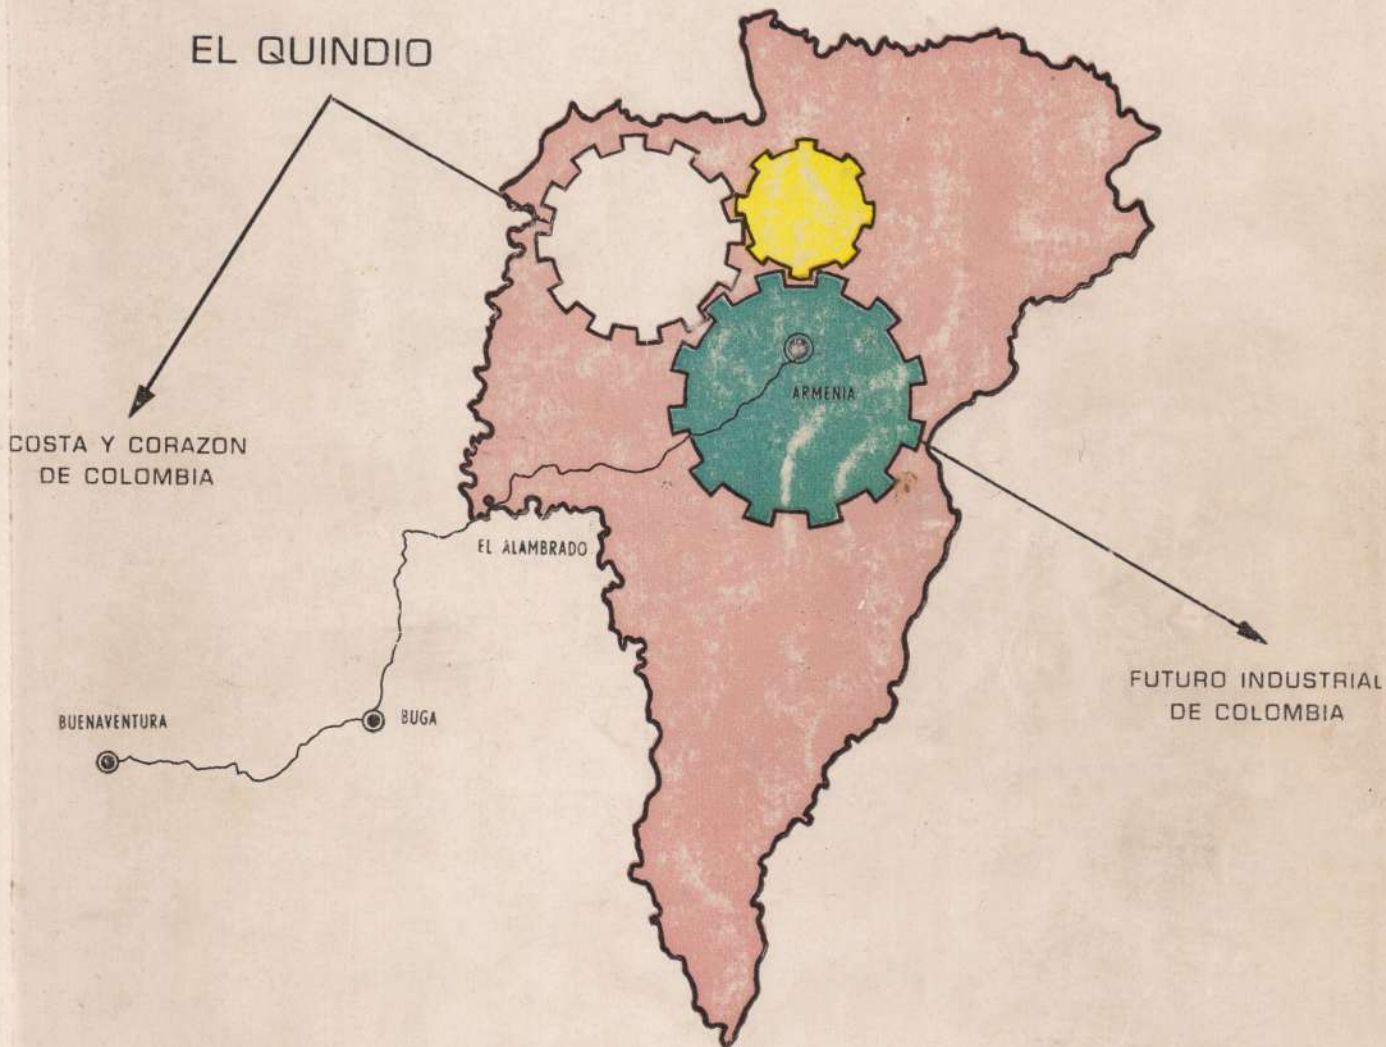 EL QUINDIO
ARMENIA
COSTA Y CORAZON
DE COLOMBIA
EL ALAMBRADO
FUTURO INDUSTRIAL
DE COLOMBIA
BUENAVENTURA
BUGA